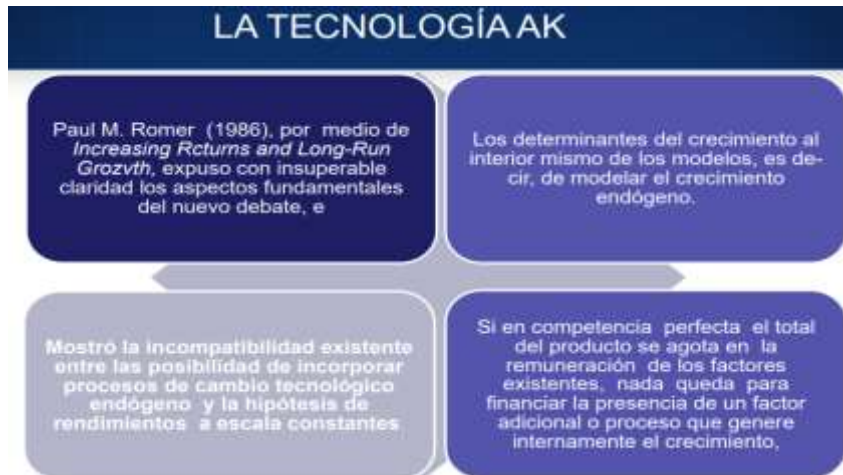 LA TECNOLOGÍA AK
Paul M. Romer (1986), por medio de
Increasing Rcturns and Long-Run
Grozvth, expuso con insuperable
claridad los aspectos fundamentales
del nuevo debate, e
Los determinantes del crecimiento al
interior mismo de los modelos, es de-
cir, de modelar el crecimiento
endógeno.
Mostró la incompatibilidad existente
entre las posibilidad de incorporar
procesos de cambio tecnológico
endógeno y la hipótesis de
rendimientos a escala constantes
Si en competencia perfecta el total
del producto se agota en la
remuneración de los factores
existentes, nada queda para
financiar la presencia de un factor
adicional o proceso que genere
internamente el crecimiento,